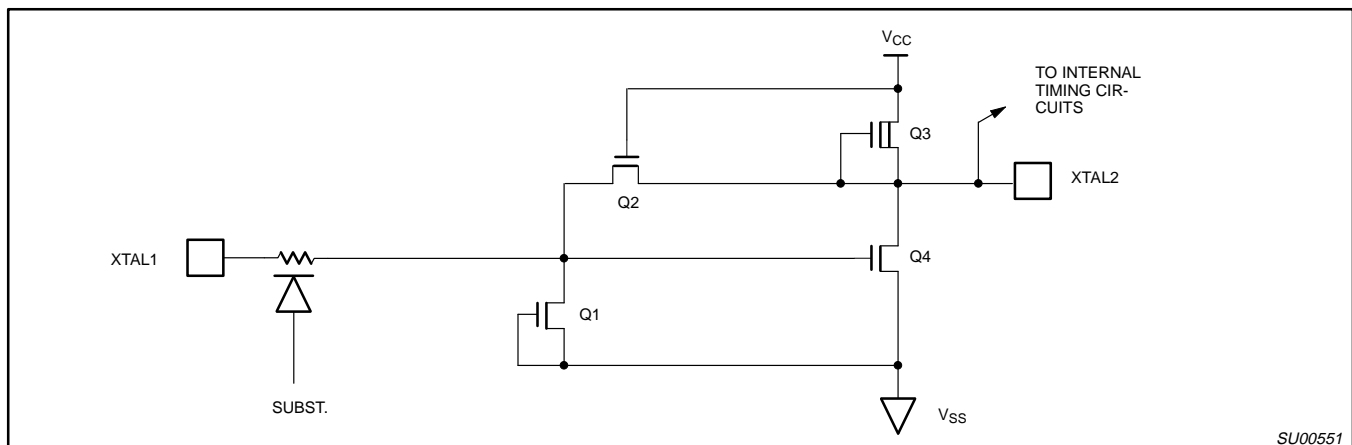 VCC
TO INTERNAL
TIMING CIR-
CUITS
Q3
XTAL2
Q2
XTAL1
Q4
Q1
SUBST.
VSS
SU00551